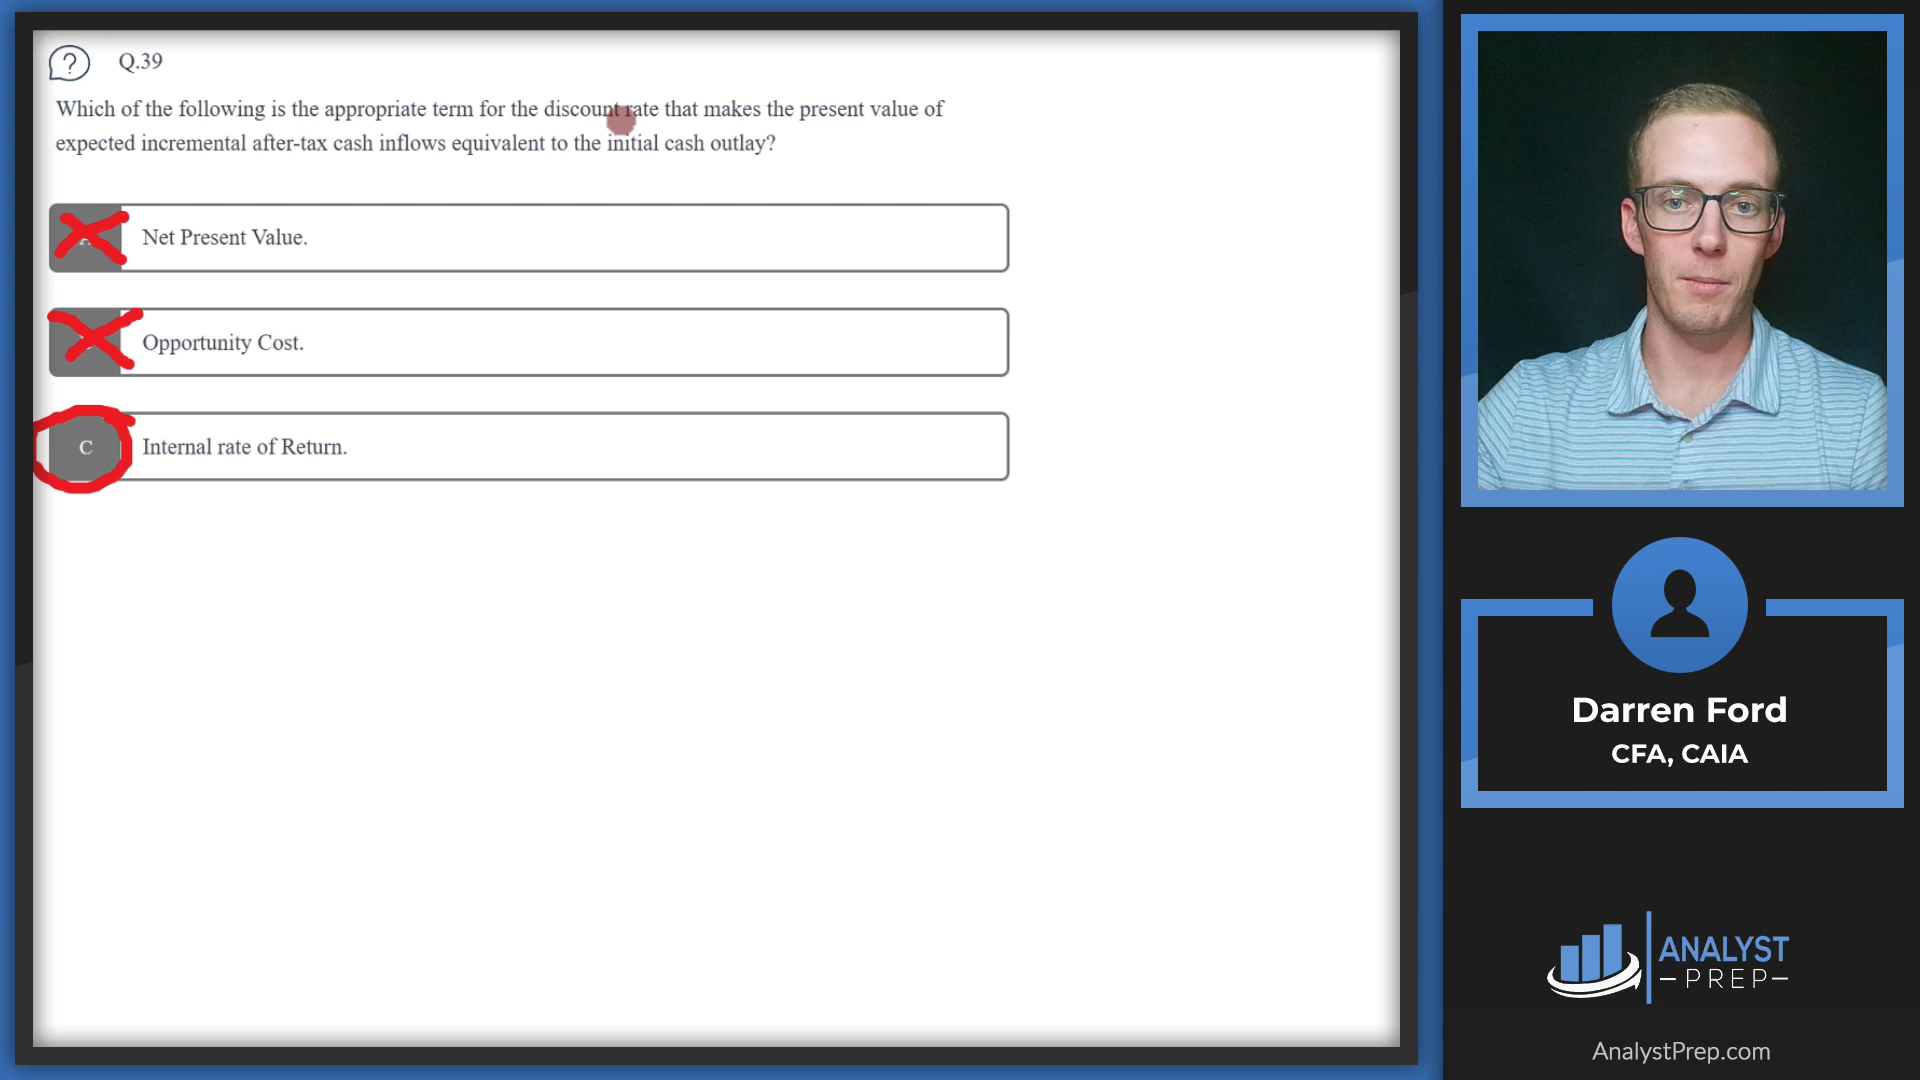 ?
Q.39
Which of the following is the appropriate term for the discount rate that makes the present value of
expected incremental after-tax cash inflows equivalent to the initial cash outlay?
Net Present Value.
Opportunity Cost.
C
Internal rate of Return.
Darren Ford
CFA, CAIA
ANALYST
PREP
AnalystPrep.com